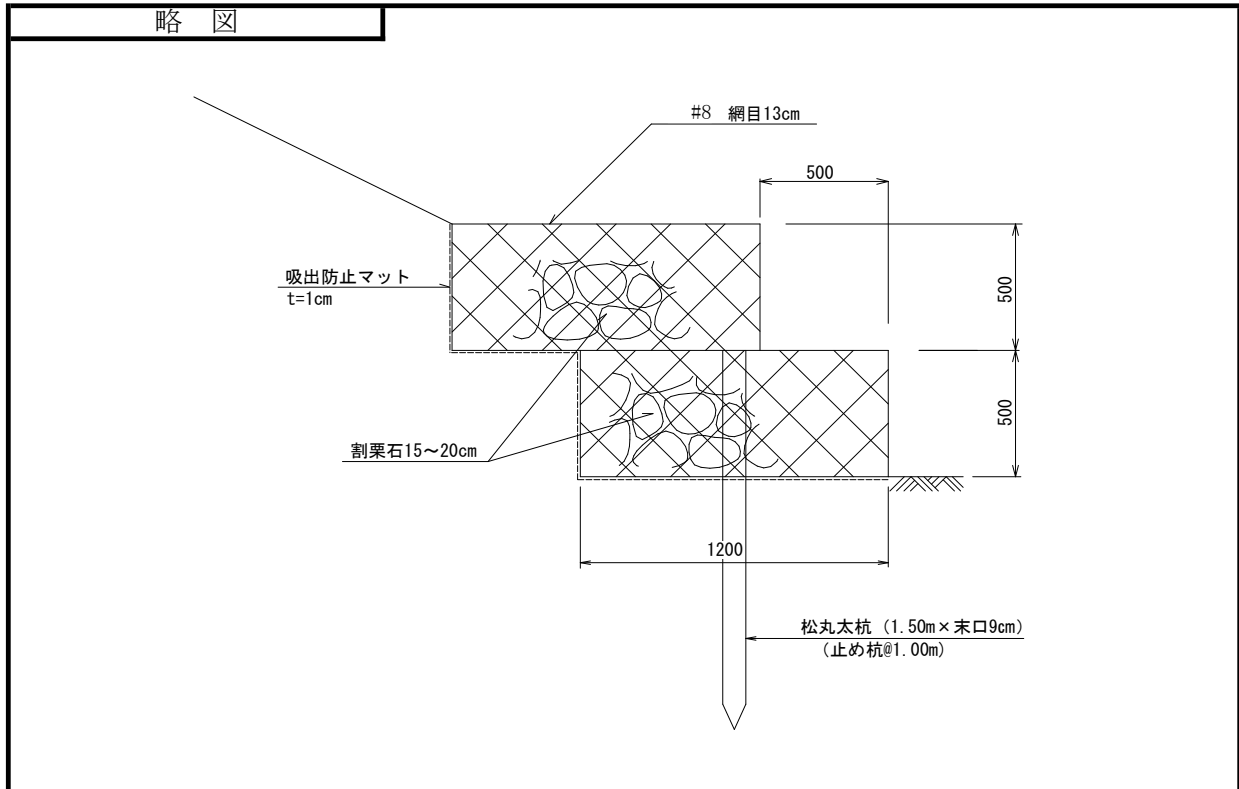 略 図
#8 網目13cm
500
吸出防止マット
t=1cm
500
500
割栗石15～20cm
1200
松丸太杭（1.50m×末口9cm）
（止め杭@1.00m）